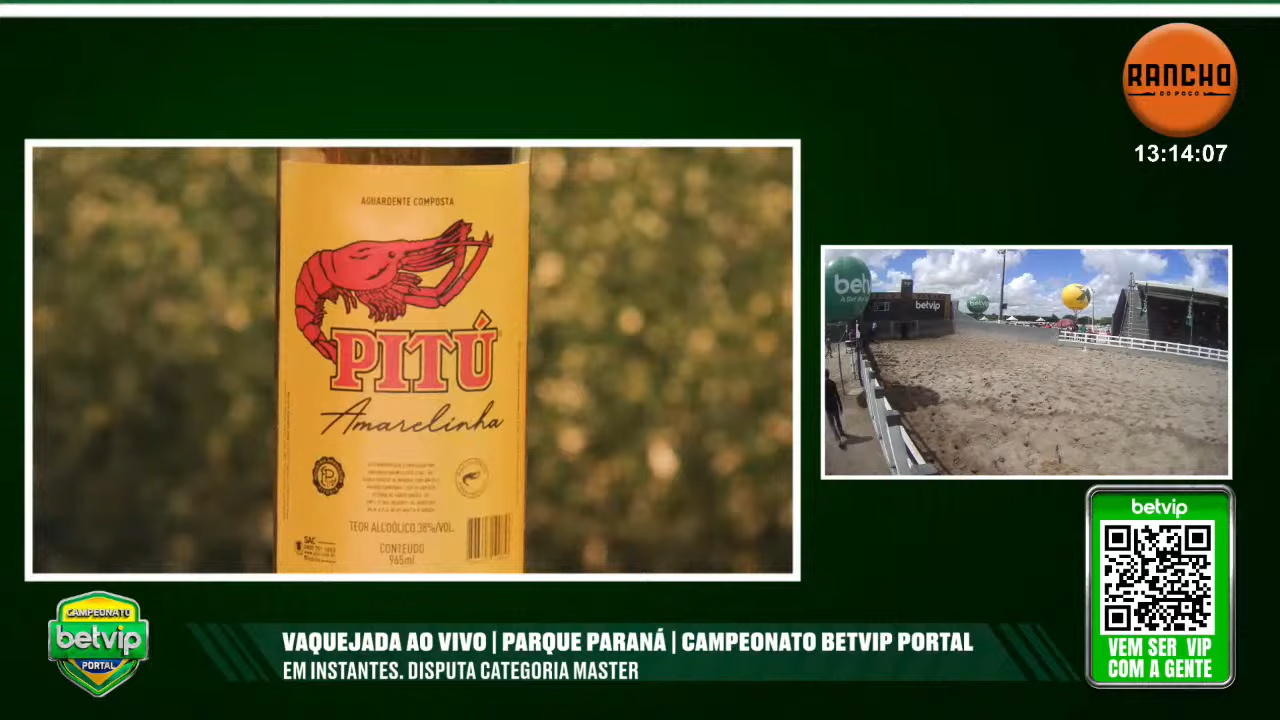 RANCHO
DO POÇO
13:14:07
AGUARDENTE COMPOSTA
PITÚ
Amarelinha
TEOR ALCOÓLICO 38%/VOL.
CONTEÚDO
965ml
SAC
betvip
betvip
VEM SER VIP
COM A GENTE
CAMPEONATO
betvip
PORTAL
VAQUEJADA AO VIVO | PARQUE PARANÁ | CAMPEONATO BETVIP PORTAL
EM INSTANTES. DISPUTA CATEGORIA MASTER